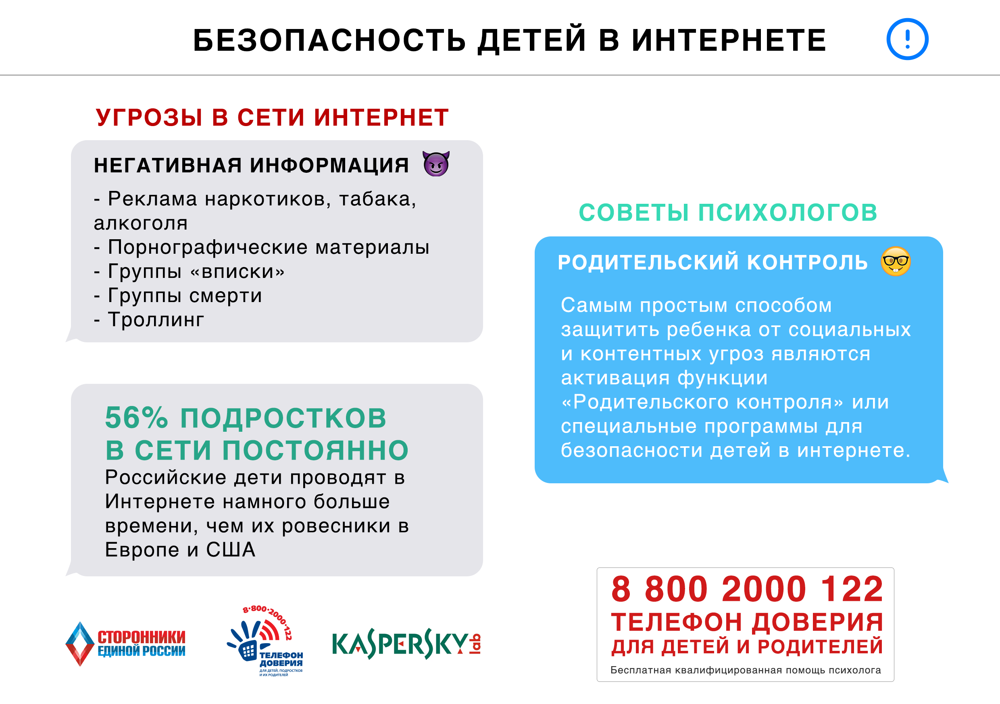 БЕЗОПАСНОСТЬ ДЕТЕЙ В ИНТЕРНЕТЕ
УГРОЗЫ В СЕТИ ИНТЕРНЕТ
НЕГАТИВНАЯ ИНФОРМАЦИЯ
- Реклама наркотиков, табака,
алкоголя
- Порнографические материалы
- Группы «вписки»
- Группы смерти
- Троллинг
56% ПОДРОСТКОВ
В СЕТИ ПОСТОЯННО
Российские дети проводят в
Интернете намного больше
времени, чем их ровесники в
Европе и США
СОВЕТЫ ПСИХОЛОГОВ
РОДИТЕЛЬСКИЙ КОНТРОЛЬ
Самым простым способом
защитить ребенка от социальных
и контентных угроз являются
активация функции
«Родительского контроля» или
специальные программы для
безопасности детей в интернете.
СТОРОННИКИ
ЕДИНОЙ РОССИИ
8·800·2000·122
ТЕЛЕФОН
ДОВЕРИЯ
ДЛЯ ДЕТЕЙ, ПОДРОСТКОВ
И ИХ РОДИТЕЛЕЙ
KASPERSKY lab
8 800 2000 122
ТЕЛЕФОН ДОВЕРИЯ
ДЛЯ ДЕТЕЙ И РОДИТЕЛЕЙ
Бесплатная квалифицированная помощь психолога